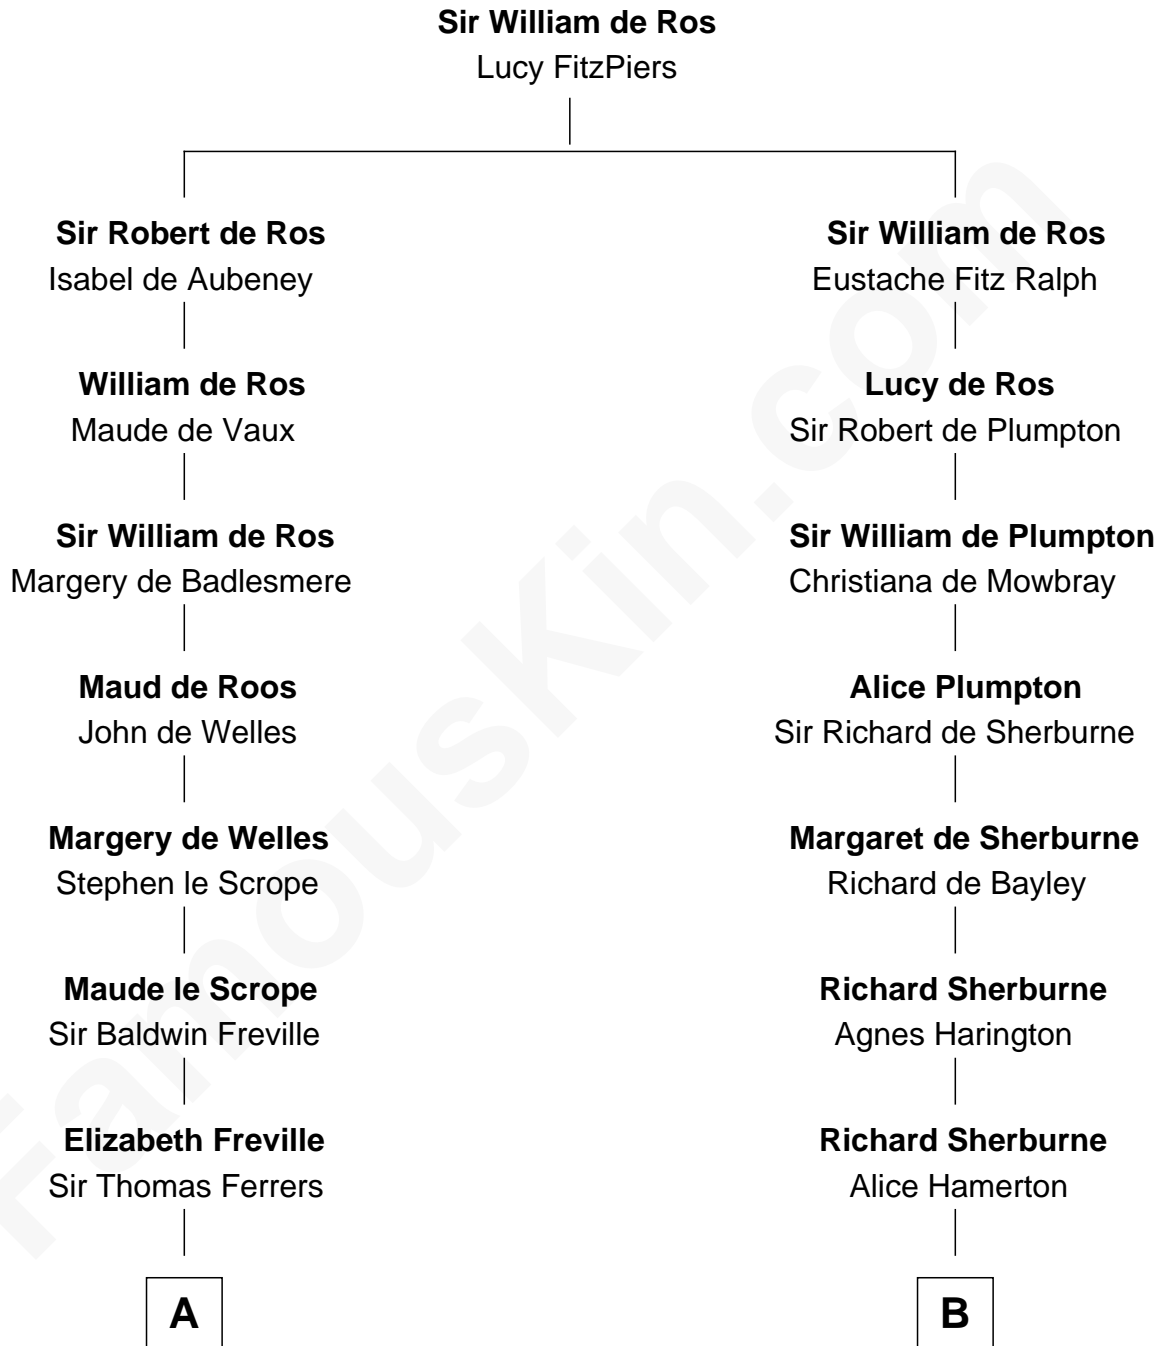 Sir William de Ros
Lucy FitzPiers
Sir Robert de Ros
Isabel de Aubeney
William de Ros
Maude de Vaux
Sir William de Ros
Margery de Badlesmere
Maud de Roos
John de Welles
Margery de Welles
Stephen le Scrope
Maude le Scrope
Sir Baldwin Freville
Elizabeth Freville
Sir Thomas Ferrers
A
Sir William de Ros
Eustache Fitz Ralph
Lucy de Ros
Sir Robert de Plumpton
Sir William de Plumpton
Christiana de Mowbray
Alice Plumpton
Sir Richard de Sherburne
Margaret de Sherburne
Richard de Bayley
Richard Sherburne
Agnes Harington
Richard Sherburne
Alice Hamerton
B
FamousKin.com